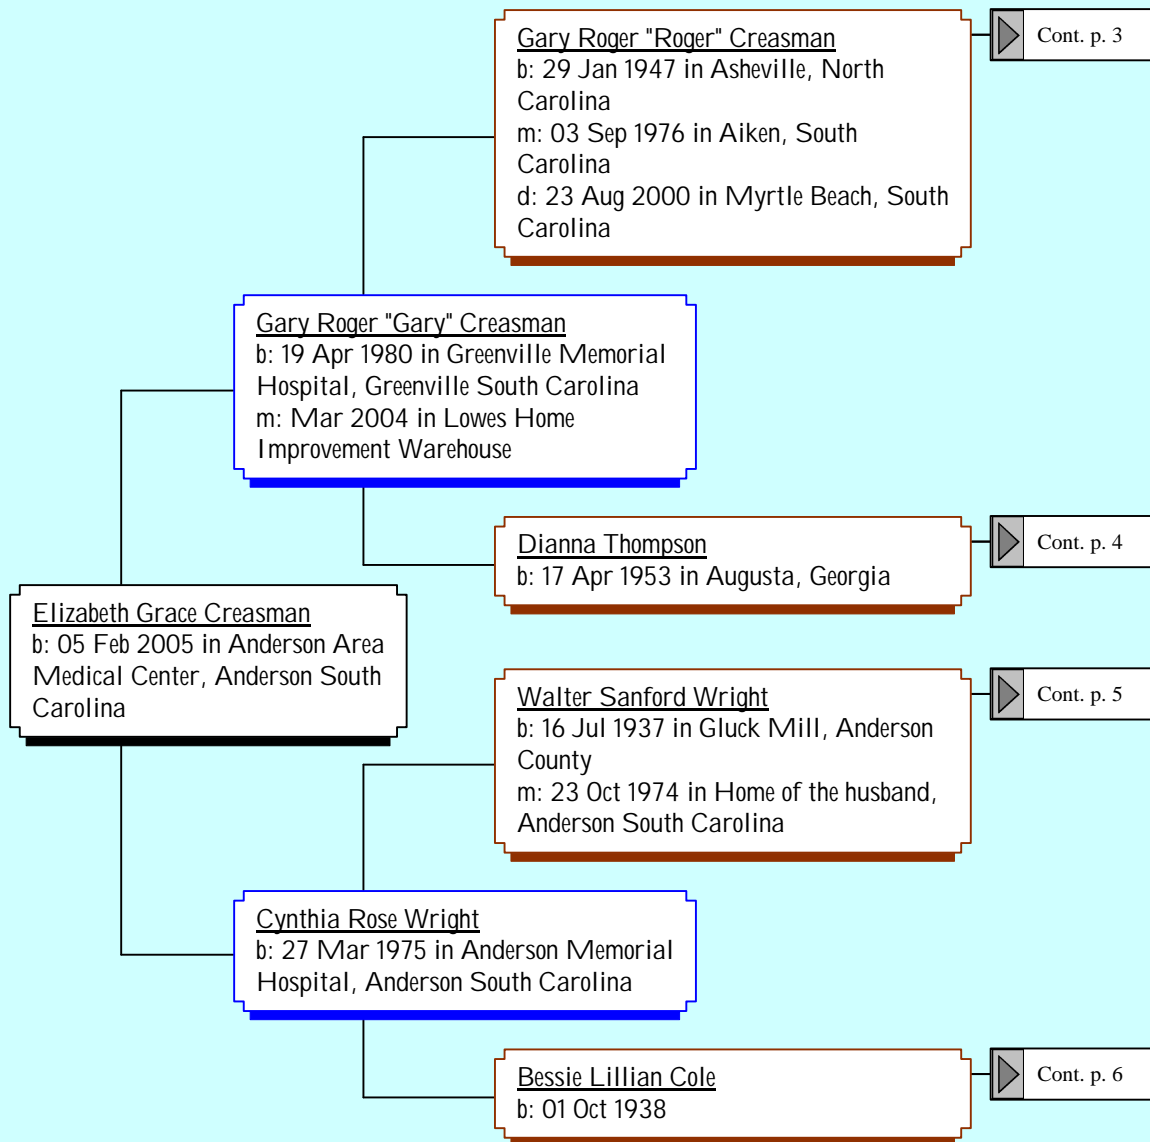 Gary Roger "Roger" Creasman
b: 29 Jan 1947 in Asheville, North
Carolina
m: 03 Sep 1976 in Aiken, South
Carolina
d: 23 Aug 2000 in Myrtle Beach, South
Carolina
Cont. p. 3
Gary Roger "Gary" Creasman
b: 19 Apr 1980 in Greenville Memorial
Hospital, Greenville South Carolina
m: Mar 2004 in Lowes Home
Improvement Warehouse
Dianna Thompson
b: 17 Apr 1953 in Augusta, Georgia
Cont. p. 4
Elizabeth Grace Creasman
b: 05 Feb 2005 in Anderson Area
Medical Center, Anderson South
Carolina
Walter Sanford Wright
b: 16 Jul 1937 in Gluck Mill, Anderson
County
m: 23 Oct 1974 in Home of the husband,
Anderson South Carolina
Cont. p. 5
Cynthia Rose Wright
b: 27 Mar 1975 in Anderson Memorial
Hospital, Anderson South Carolina
Bessie Lillian Cole
b: 01 Oct 1938
Cont. p. 6